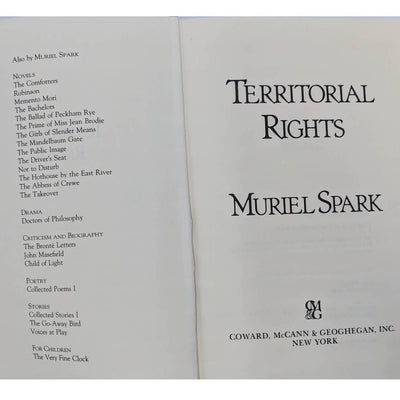 Also by Muriel Spark
Novels
The Comforters
Robinson
Memento Mori
The Bachelors
The Ballad of Peckham Rye
The Prime of Miss Jean Brodie
The Girls of Slender Means
The Mandelbaum Gate
The Public Image
The Driver's Seat
Not to Disturb
The Hothouse by the East River
The Abbess of Crewe
The Takeover
Drama
Doctors of Philosophy
Criticism and Biography
The Brontë Letters
John Masefield
Child of Light
Poetry
Collected Poems I
Stories
Collected Stories I
The Go-Away Bird
Voices at Play
For Children
The Very Fine Clock
TERRITORIAL
RIGHTS
MURIEL SPARK
CM
&G
COWARD, McCANN & GEOGHEGAN, INC.
NEW YORK